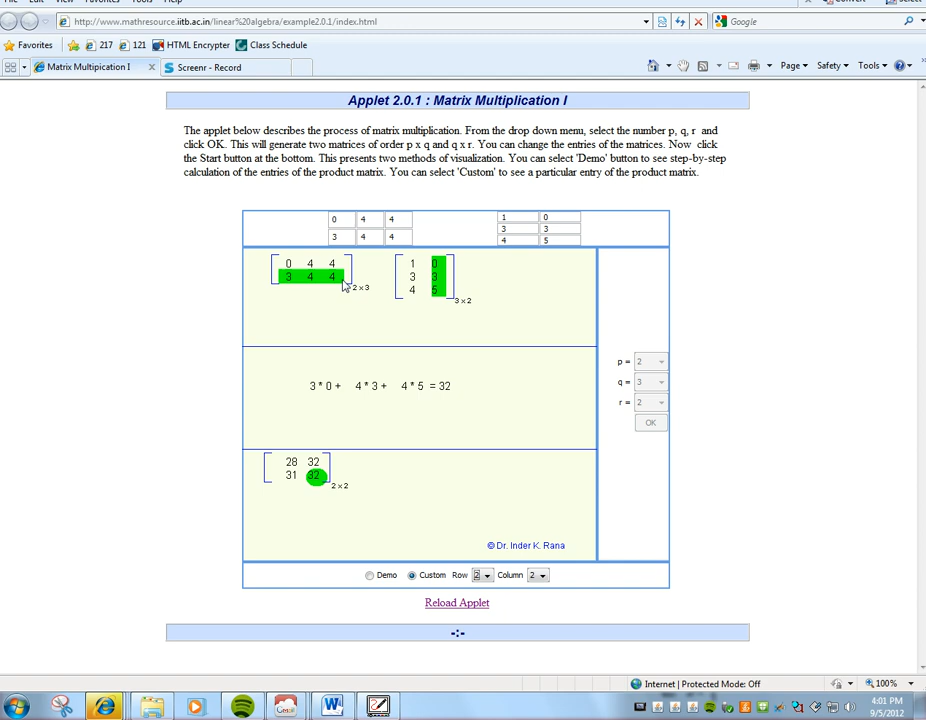 Favorites Tools Help
http://www.mathresource.iitb.ac.in/linear%20algebra/example2.0.1/index.html
Google
Favorites 217 121 HTML Encrypter Class Schedule
Matrix Multipication I Screenr - Record Page Safety Tools
Applet 2.0.1 : Matrix Multiplication I
The applet below describes the process of matrix multiplication. From the drop down menu, select the number p, q, r and
click OK. This will generate two matrices of order p x q and q x r. You can change the entries of the matrices. Now click
the Start button at the bottom. This presents two methods of visualization. You can select 'Demo' button to see step-by-step
calculation of the entries of the product matrix. You can select 'Custom' to see a particular entry of the product matrix.
0 4 4 1 0
3 4 4 3 3
4 5
0 4 4 1 0
3 4 4 3 3
2 x 3 4 5
3 x 2
p = 2
q = 3
r = 2
OK
3 * 0 + 4 * 3 + 4 * 5 = 32
28 32
31 32
2 x 2
© Dr. Inder K. Rana
Demo Custom Row 2 Column 2
Reload Applet
-:-
Internet | Protected Mode: Off 100%
4:01 PM
9/5/2012